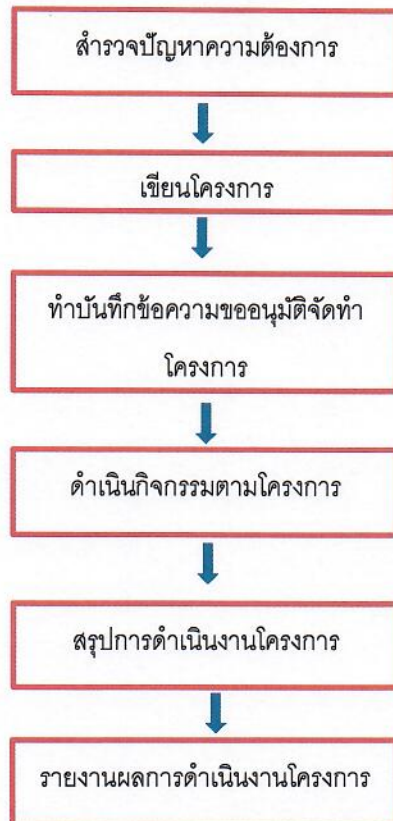 สำรวจปัญหาความต้องการ
เขียนโครงการ
ทำบันทึกข้อความขออนุมัติจัดทำ
โครงการ
ดำเนินกิจกรรมตามโครงการ
สรุปการดำเนินงานโครงการ
รายงานผลการดำเนินงานโครงการ